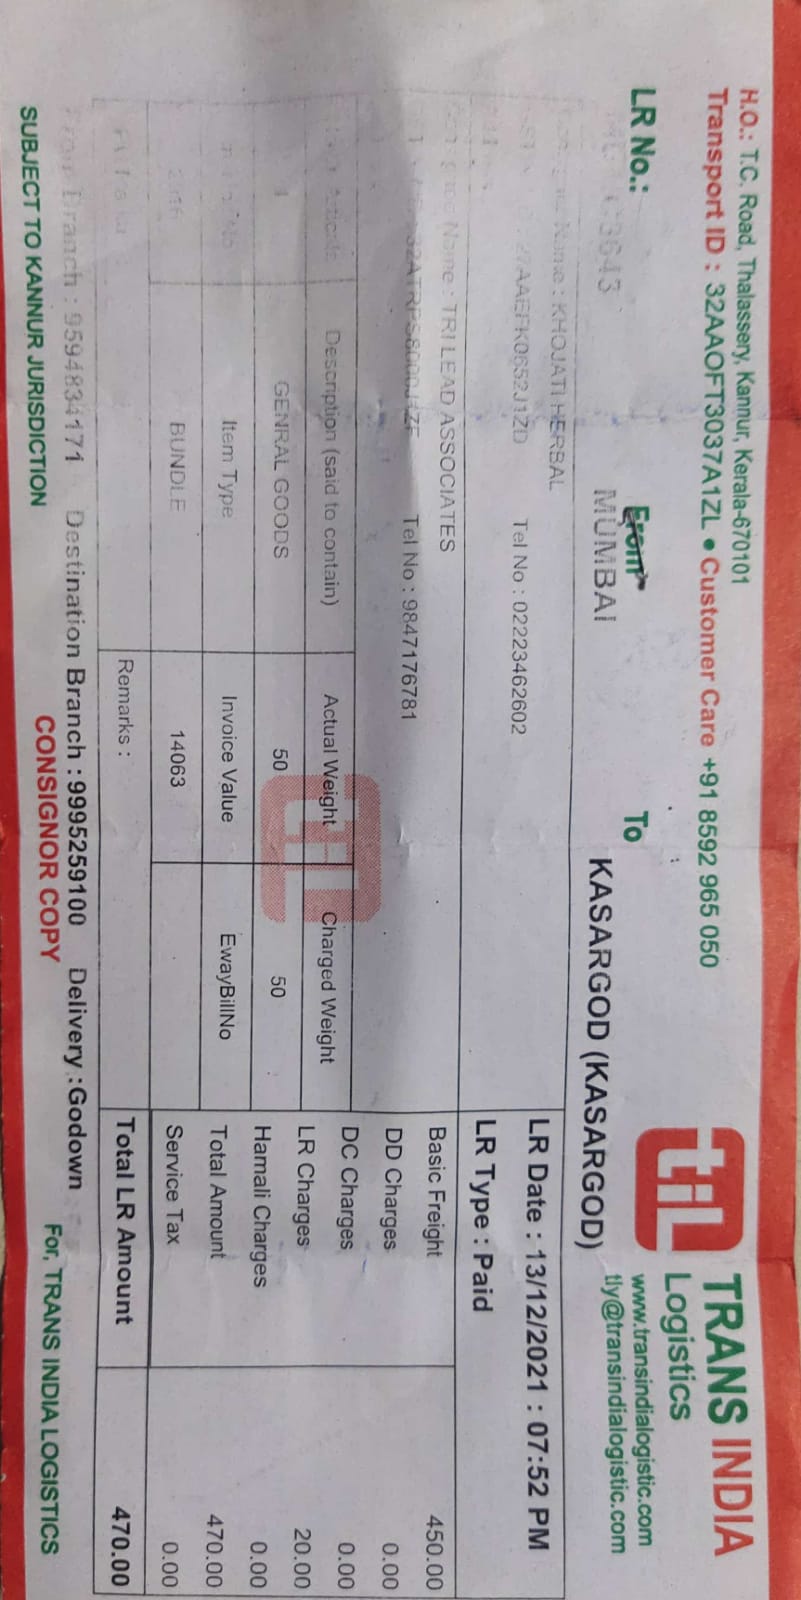 TRANS INDIA
Logistics
www.transindialogistic.com
tly@transindialogistic.com
H.O.: T.C. Road, Thalassery, Kannur, Kerala-670101
Transport ID : 32AAOFT3037A1ZL • Customer Care +91 8592 965 050
LR No.: From To
C3643 MUMBAI KASARGOD (KASARGOD)
Name : KHOJATI HERBAL LR Date : 13/12/2021 : 07:52 PM
27AAEFK0652J1ZD Tel No : 02223462602
LR Type : Paid
Name : TRI LEAD ASSOCIATES
Tel No : 9847176781
Basic Freight 450.00
DD Charges 0.00
Description (said to contain) Actual Weight Charged Weight DC Charges 0.00
GENRAL GOODS 50 50 LR Charges 20.00
Hamali Charges 0.00
Item Type Invoice Value EwayBillNo Total Amount 470.00
BUNDLE 14063 Service Tax 0.00
Remarks : Total LR Amount 470.00
Branch : 9594834171 Destination Branch : 9995259100 Delivery :Godown
SUBJECT TO KANNUR JURISDICTION CONSIGNOR COPY For, TRANS INDIA LOGISTICS